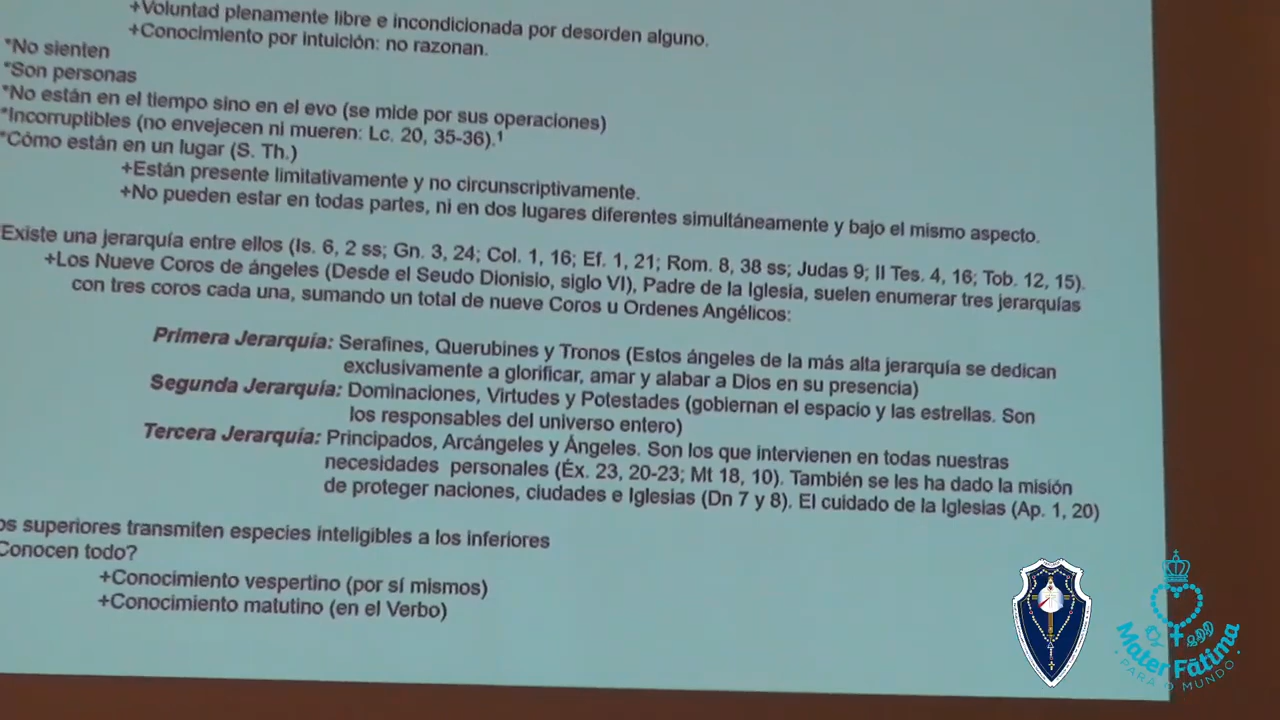 +Voluntad plenamente libre e incondicionada por desorden alguno.
+Conocimiento por intuición: no razonan.
*No sienten
*Son personas
*No están en el tiempo sino en el evo (se mide por sus operaciones)
*Incorruptibles (no envejecen ni mueren: Lc. 20, 35-36).¹
*Cómo están en un lugar (S. Th.)
+Están presente limitativamente y no circunscriptivamente.
+No pueden estar en todas partes, ni en dos lugares diferentes simultáneamente y bajo el mismo aspecto.
Existe una jerarquía entre ellos (Is. 6, 2 ss; Gn. 3, 24; Col. 1, 16; Ef. 1, 21; Rom. 8, 38 ss; Judas 9; II Tes. 4, 16; Tob. 12, 15).
+Los Nueve Coros de ángeles (Desde el Seudo Dionisio, siglo VI), Padre de la Iglesia, suelen enumerar tres jerarquías
con tres coros cada una, sumando un total de nueve Coros u Ordenes Angélicos:
Primera Jerarquía: Serafines, Querubines y Tronos (Estos ángeles de la más alta jerarquía se dedican
exclusivamente a glorificar, amar y alabar a Dios en su presencia)
Segunda Jerarquía: Dominaciones, Virtudes y Potestades (gobiernan el espacio y las estrellas. Son
los responsables del universo entero)
Tercera Jerarquía: Principados, Arcángeles y Ángeles. Son los que intervienen en todas nuestras
necesidades personales (Éx. 23, 20-23; Mt 18, 10). También se les ha dado la misión
de proteger naciones, ciudades e Iglesias (Dn 7 y 8). El cuidado de la Iglesias (Ap. 1, 20)
os superiores transmiten especies inteligibles a los inferiores
Conocen todo?
+Conocimiento vespertino (por sí mismos)
+Conocimiento matutino (en el Verbo)
Mater Fátima
PARA O MUNDO